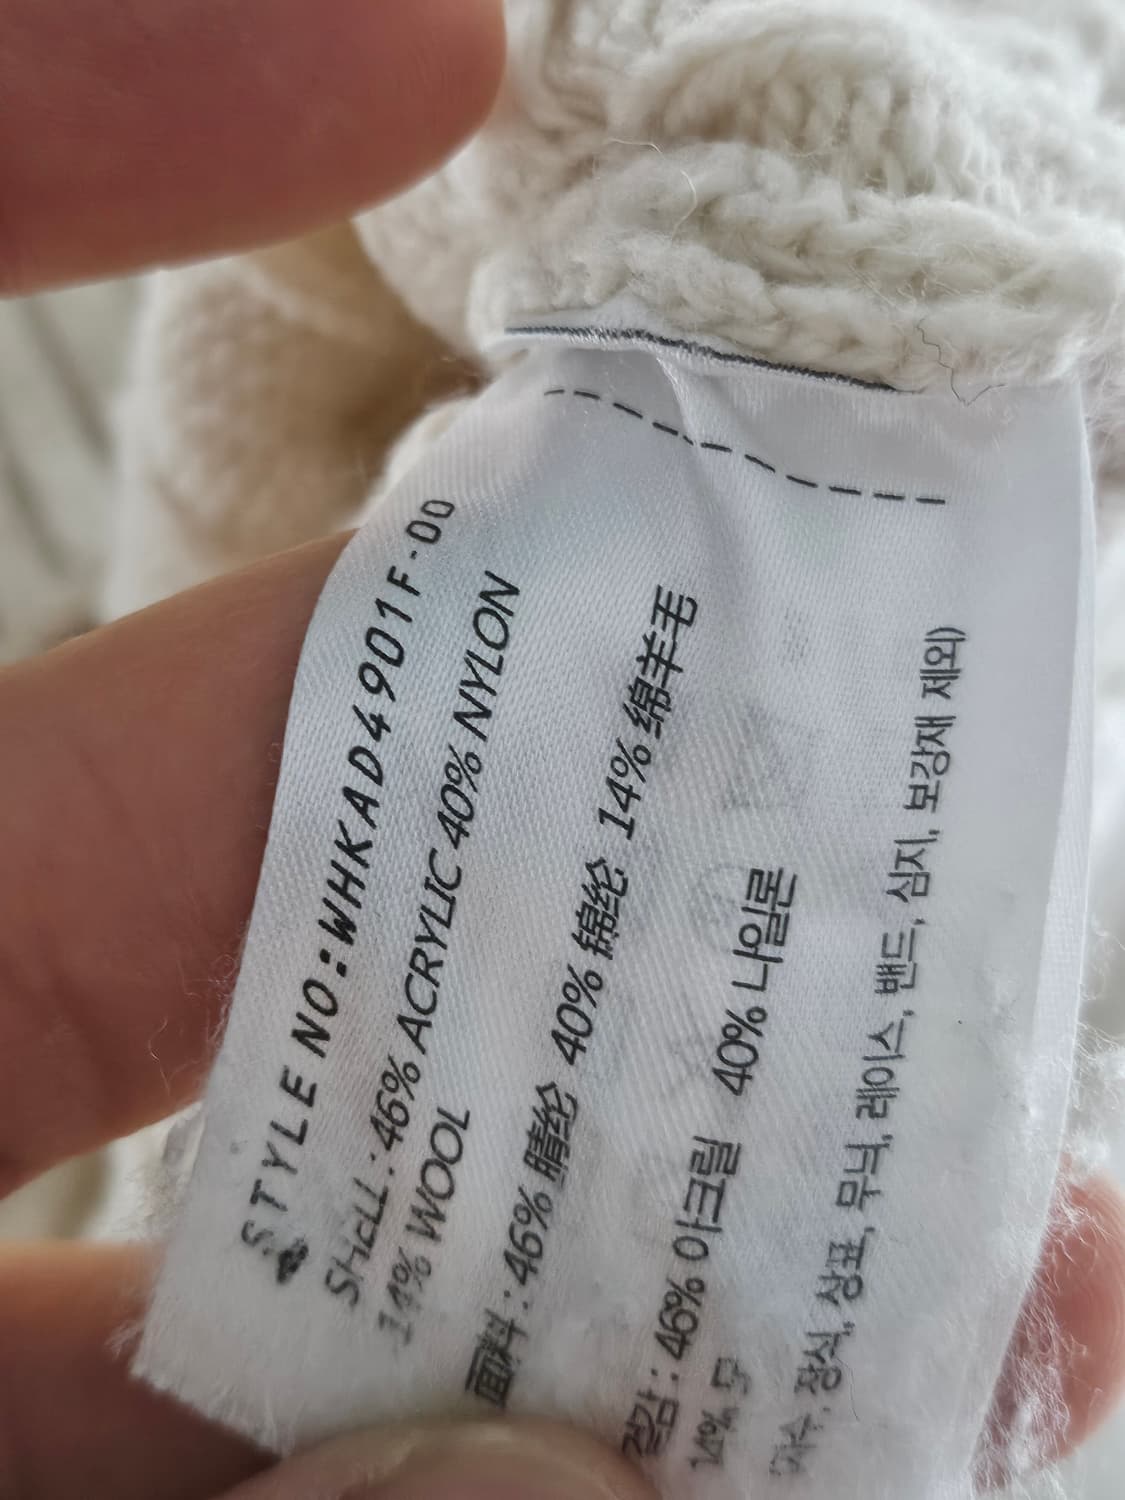 STYLE NO:WHKAD4901F-00
SHELL:46% ACRYLIC 40% NYLON
14% WOOL
面料:46% 腈纶 40% 锦纶 14% 绵羊毛
겉감:46% 아크릴 40% 나일론
14% 모
자수, 장식, 상표, 무늬, 레이스, 밴드, 심지, 보강재 제외)